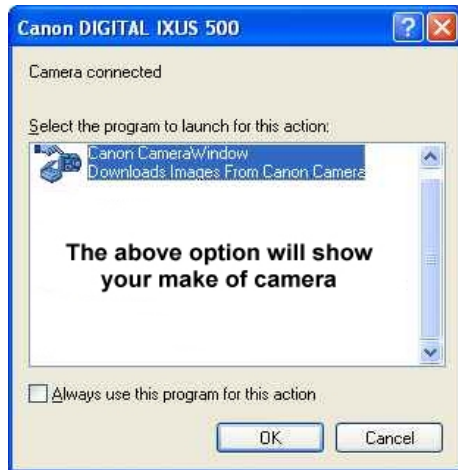 Canon DIGITAL IXUS 500
Camera connected
Select the program to launch for this action:
Canon CameraWindow
Downloads Images From Canon Camera
The above option will show
your make of camera
Always use this program for this action
OK Cancel